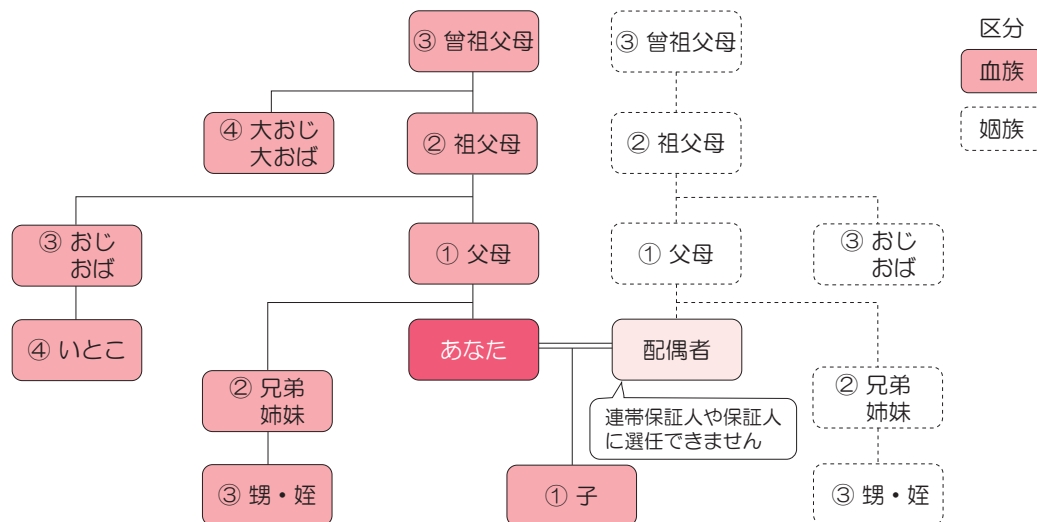 ③ 曾祖父母
③ 曾祖父母
区分
血族
④ 大おじ
大おば
② 祖父母
② 祖父母
姻族
③ おじ
おば
① 父母
① 父母
③ おじ
おば
④ いとこ
あなた
配偶者
② 兄弟
姉妹
連帯保証人や保証人
に選任できません
② 兄弟
姉妹
③ 甥・姪
① 子
③ 甥・姪